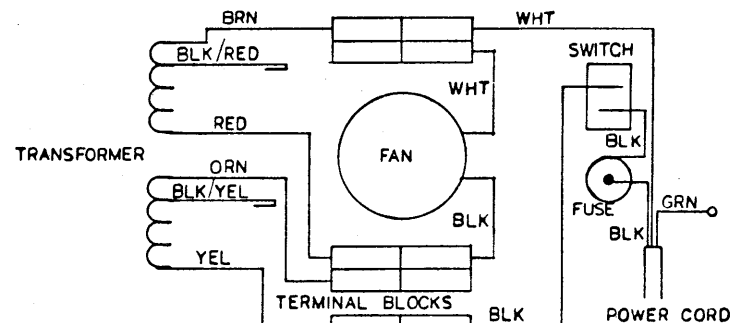 BRN
WHT
BLK/RED
SWITCH
WHT
RED
BLK
TRANSFORMER
FAN
ORN
BLK/YEL
FUSE
GRN
BLK
BLK
YEL
TERMINAL BLOCKS
BLK
POWER CORD